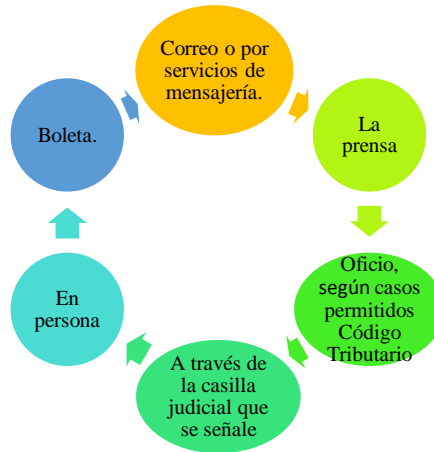 Correo o por
servicios de
mensajería.
La
prensa
Oficio,
según casos
permitidos
Código
Tributario
A través de
la casilla
judicial que
se señale
En
persona
Boleta.